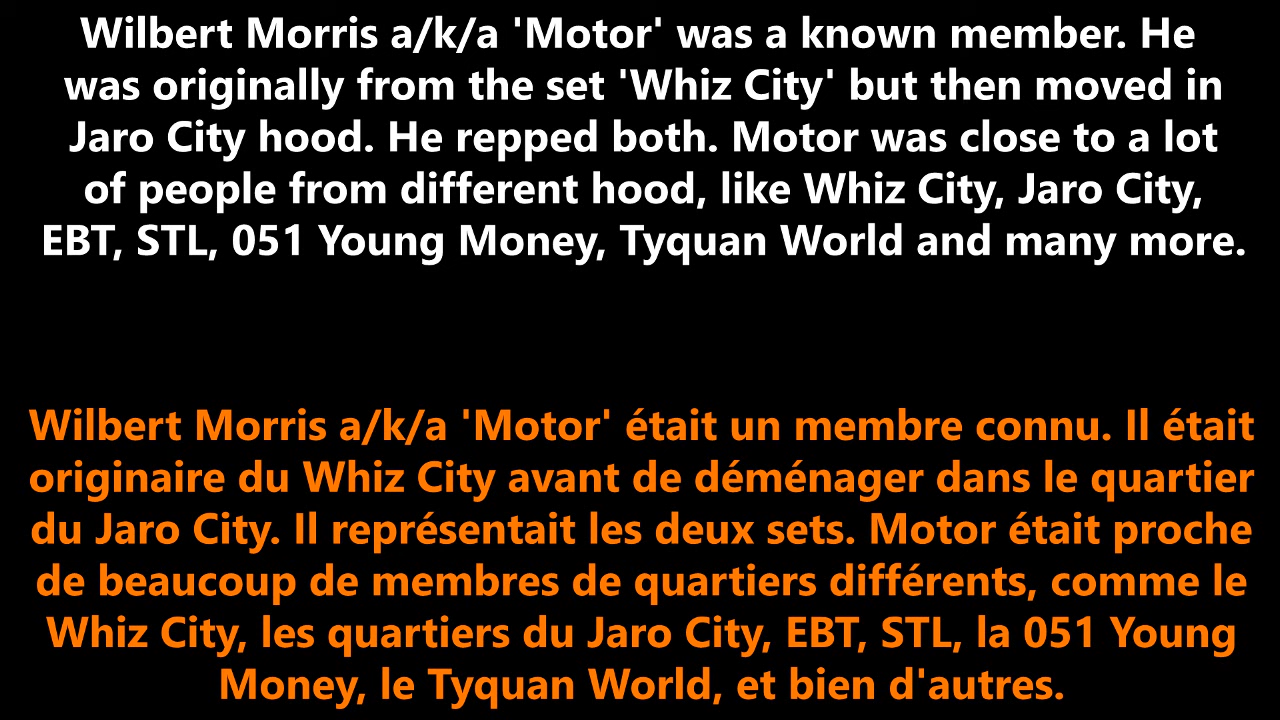 Wilbert Morris a/k/a 'Motor' was a known member. He
was originally from the set 'Whiz City' but then moved in
Jaro City hood. He repped both. Motor was close to a lot
of people from different hood, like Whiz City, Jaro City,
EBT, STL, 051 Young Money, Tyquan World and many more.
Wilbert Morris a/k/a 'Motor' était un membre connu. Il était
originaire du Whiz City avant de déménager dans le quartier
du Jaro City. Il représentait les deux sets. Motor était proche
de beaucoup de membres de quartiers différents, comme le
Whiz City, les quartiers du Jaro City, EBT, STL, la 051 Young
Money, le Tyquan World, et bien d'autres.